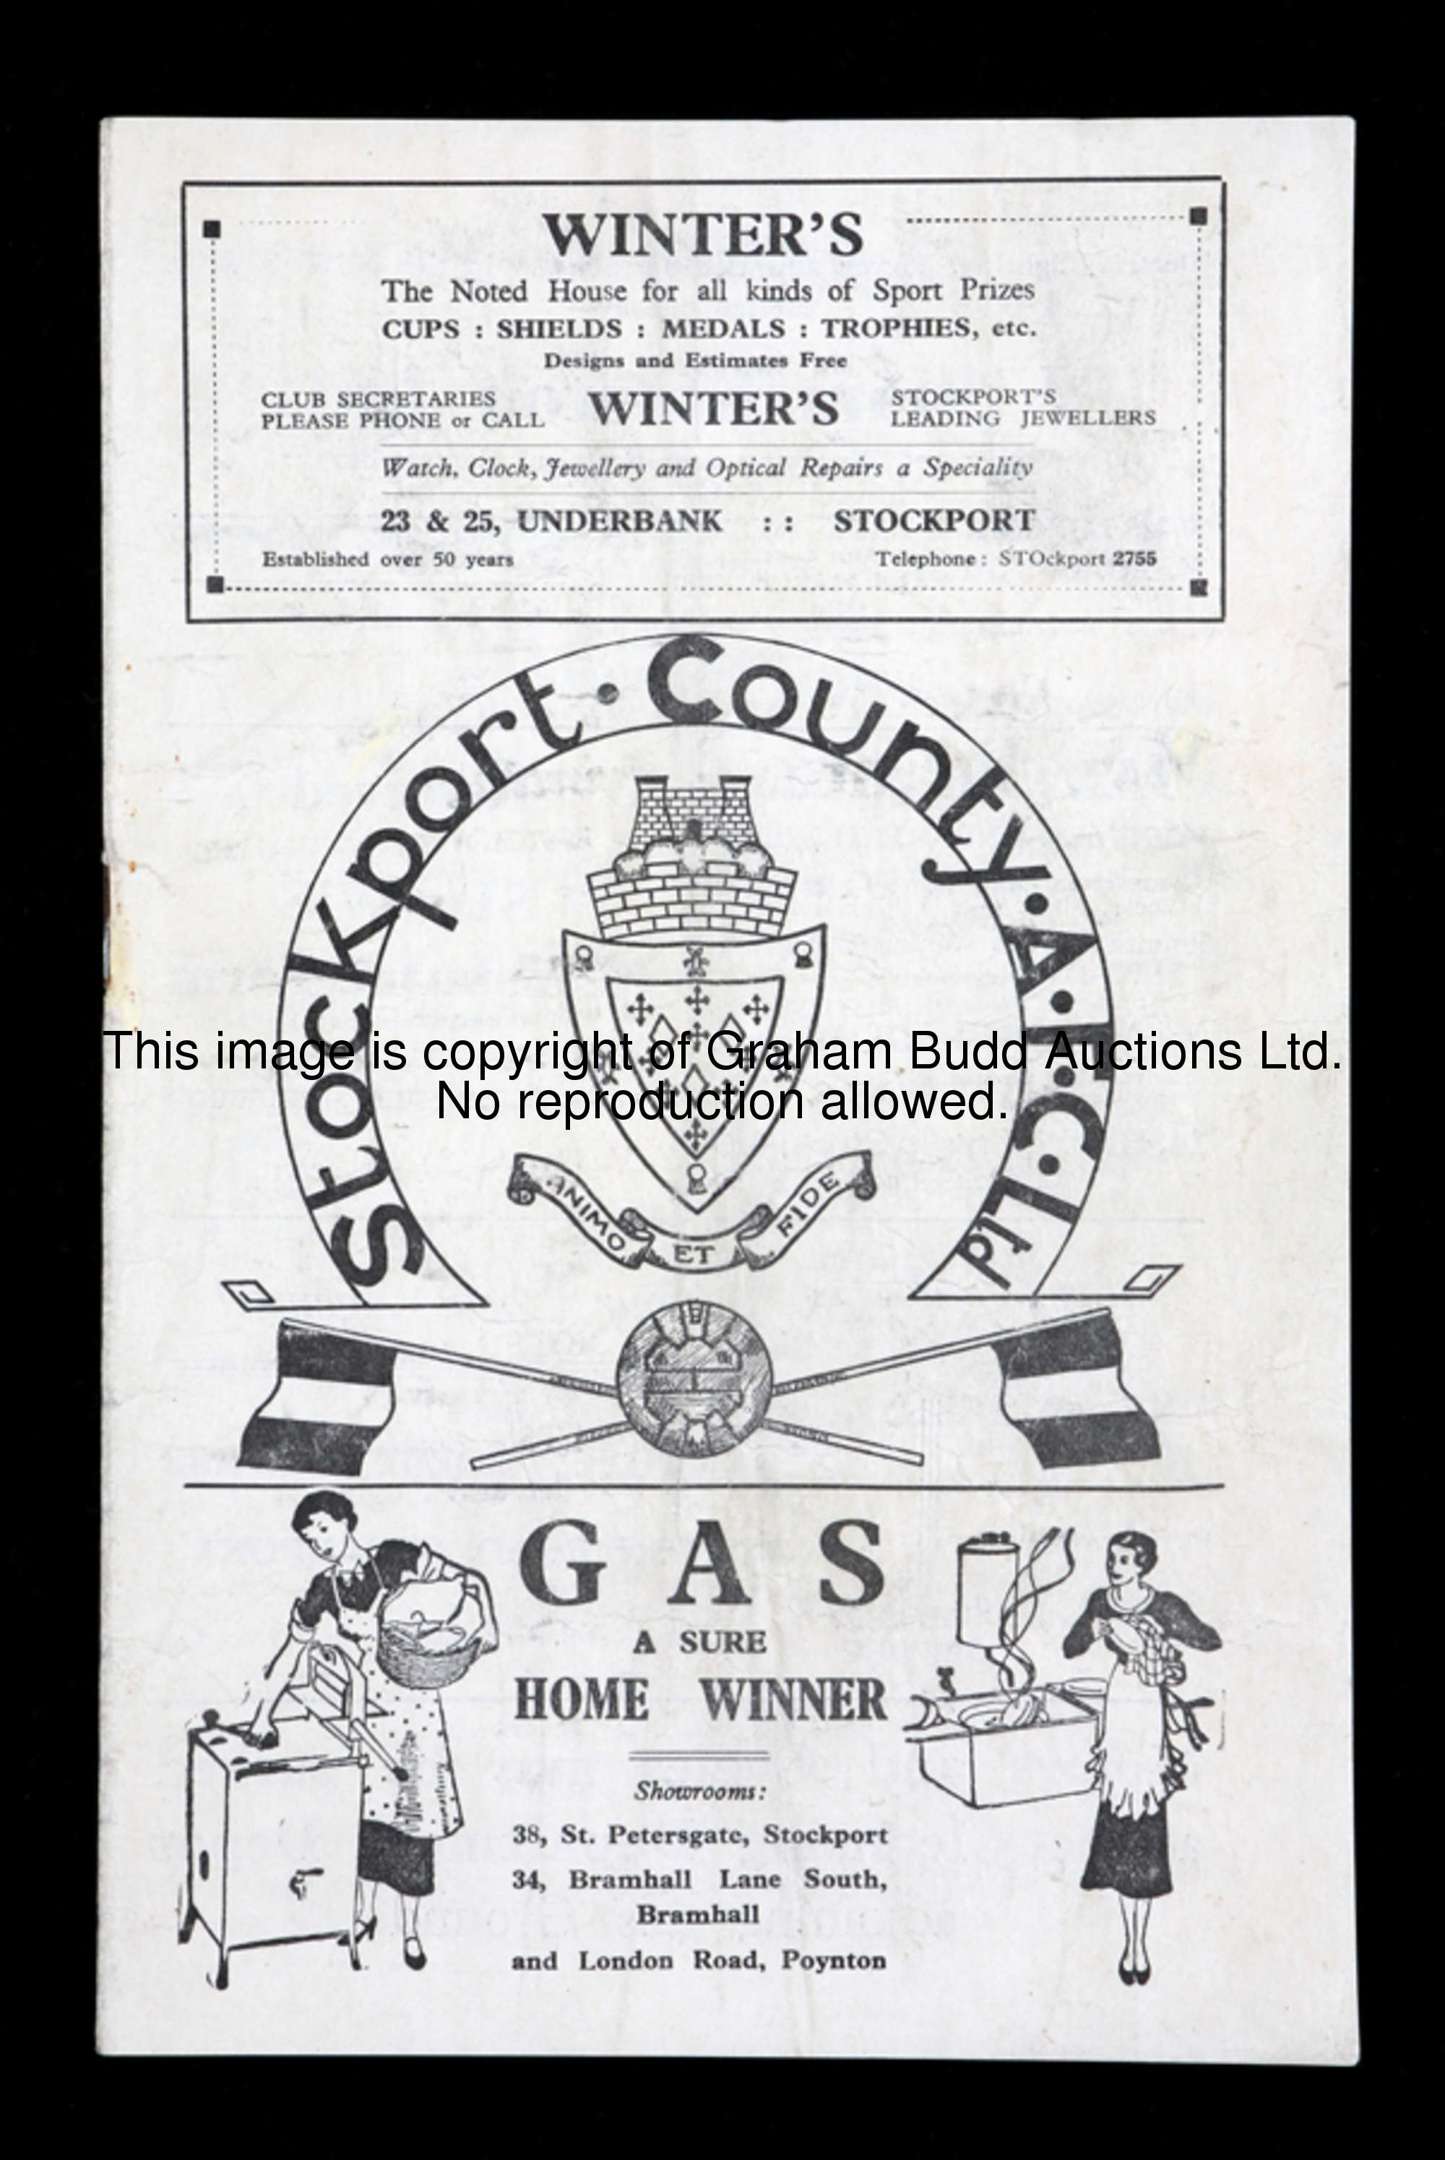 WINTER'S
The Noted House for all kinds of Sport Prizes
CUPS : SHIELDS : MEDALS : TROPHIES, etc.
Designs and Estimates Free
CLUB SECRETARIES
PLEASE PHONE or CALL
WINTER'S
STOCKPORT'S
LEADING JEWELLERS
Watch, Clock, Jewellery and Optical Repairs a Speciality
23 & 25, UNDERBANK :: STOCKPORT
Established over 50 years
Telephone: STOckport 2755
Stockport · County · A · F · C · Ltd
This image is copyright of Graham Budd Auctions Ltd.
No reproduction allowed.
ANIMO ET FIDE
GAS
A SURE
HOME WINNER
Showrooms:
38, St. Petersgate, Stockport
34, Bramhall Lane South,
Bramhall
and London Road, Poynton